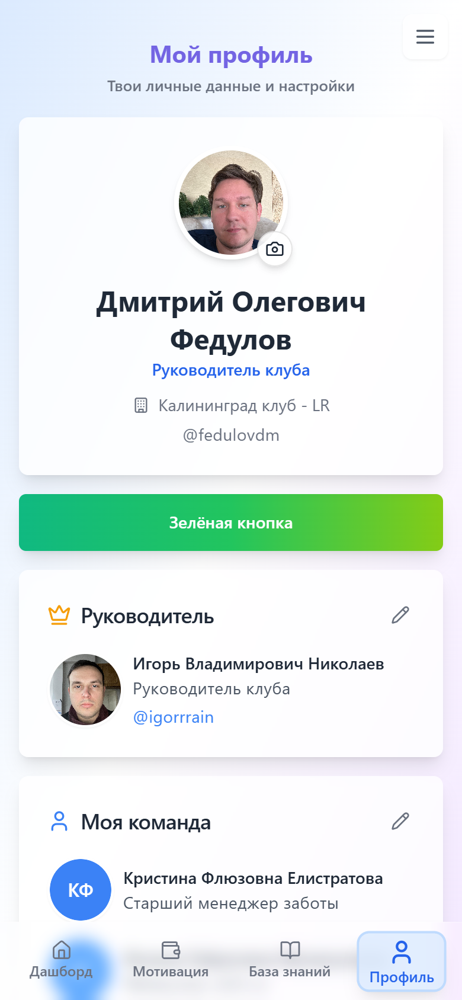 Мой профиль
Твои личные данные и настройки
Дмитрий Олегович
Федулов
Руководитель клуба
Калининград клуб - LR
@fedulovdm
Зелёная кнопка
Руководитель
Игорь Владимирович Николаев
Руководитель клуба
@igorrrain
Моя команда
КФ
Кристина Флюзовна Елистратова
Старший менеджер заботы
Дашборд
Мотивация
База знаний
Профиль